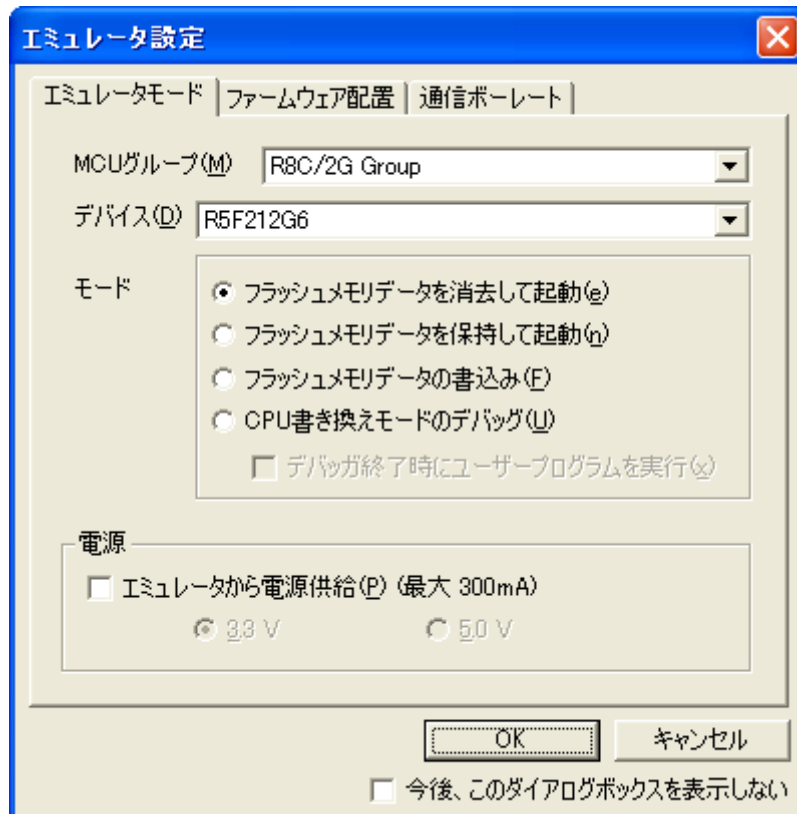 エミュレータ設定
エミュレータモード ファームウェア配置 通信ボーレート
MCUグループ(M) R8C/2G Group
デバイス(D) R5F212G6
モード
フラッシュメモリデータを消去して起動(e)
フラッシュメモリデータを保持して起動(n)
フラッシュメモリデータの書込み(F)
CPU書き換えモードのデバッグ(U)
デバッガ終了時にユーザープログラムを実行(x)
電源
エミュレータから電源供給(P) (最大 300mA)
3.3 V 5.0 V
OK キャンセル
今後、このダイアログボックスを表示しない